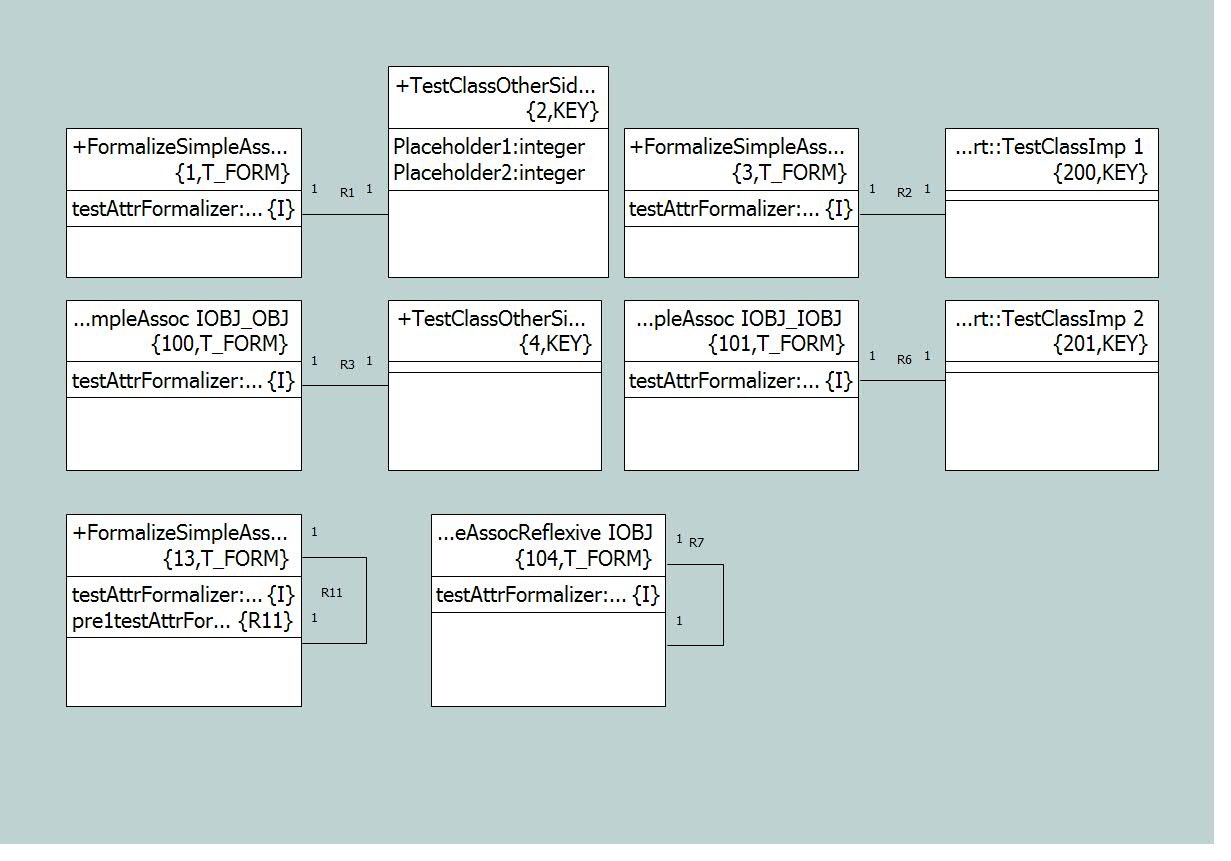 +TestClassOtherSid...
{2,KEY}
Placeholder1:integer
Placeholder2:integer
+FormalizeSimpleAss...
{1,T_FORM}
testAttrFormalizer:... {I}
1 R1 1
+FormalizeSimpleAss...
{3,T_FORM}
testAttrFormalizer:... {I}
1 R2 1
...rt::TestClassImp 1
{200,KEY}
...mpleAssoc IOBJ_OBJ
{100,T_FORM}
testAttrFormalizer:... {I}
1 R3 1
+TestClassOtherSi...
{4,KEY}
...pleAssoc IOBJ_IOBJ
{101,T_FORM}
testAttrFormalizer:... {I}
1 R6 1
...rt::TestClassImp 2
{201,KEY}
+FormalizeSimpleAss...
{13,T_FORM}
testAttrFormalizer:... {I}
pre1testAttrFor... {R11}
1
R11
1
...eAssocReflexive IOBJ
{104,T_FORM}
testAttrFormalizer:... {I}
1 R7
1